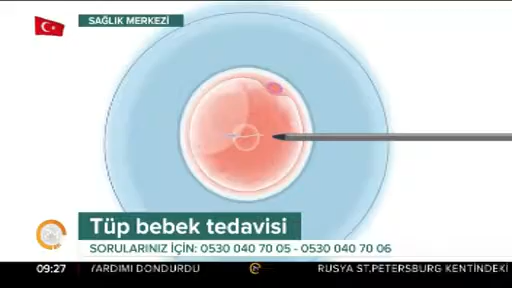 SAĞLIK MERKEZİ
Tüp bebek tedavisi
SORULARINIZ İÇİN: 0530 040 70 05 - 0530 040 70 06
09:27 YARDIMI DONDURDU RUSYA ST.PETERSBURG KENTİNDEKİ